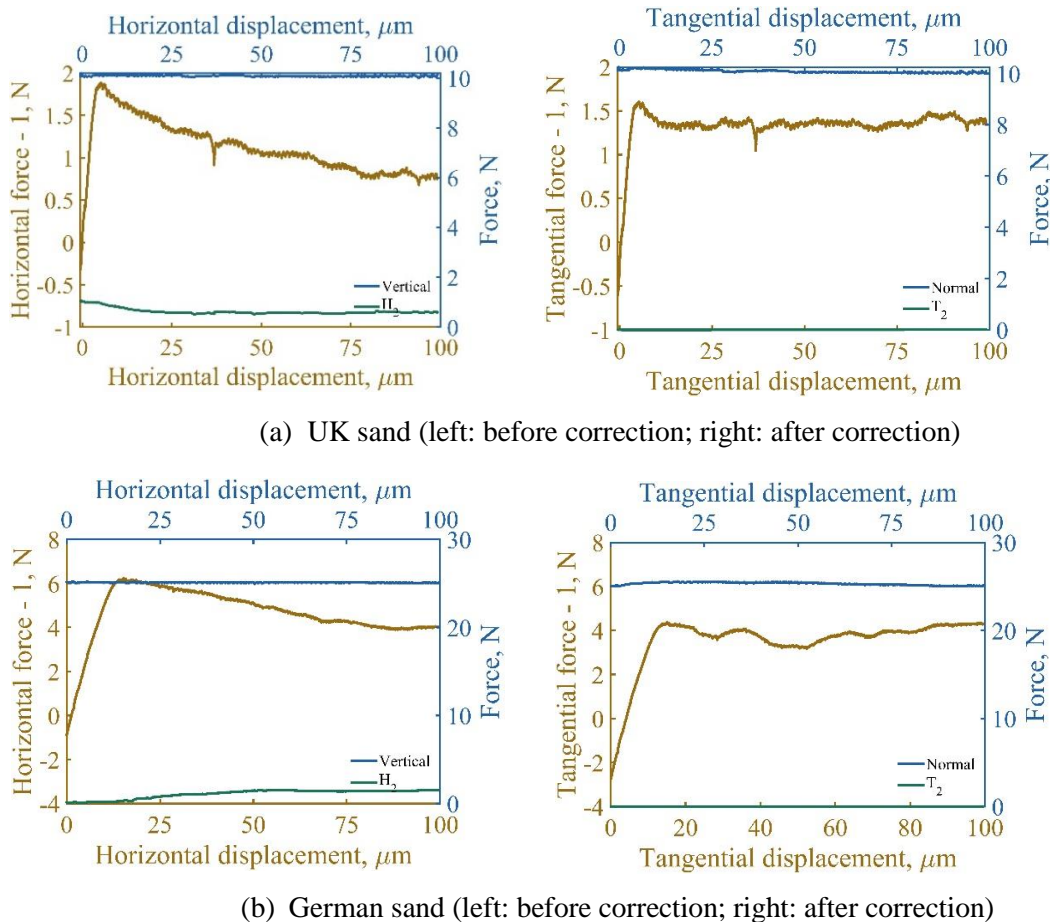 Horizontal displacement, μm
0 25 50 75 100
Horizontal force - 1, N
2
1.5
1
0.5
0
-0.5
-1
10
8
6
4
2
0
Force, N
Vertical
H2
0 25 50 75 100
Horizontal displacement, μm
Tangential displacement, μm
0 25 50 75 100
Tangential force - 1, N
2
1.5
1
0.5
0
-0.5
-1
10
8
6
4
2
0
Force, N
Normal
T2
0 25 50 75 100
Tangential displacement, μm
(a) UK sand (left: before correction; right: after correction)
Horizontal displacement, μm
0 25 50 75 100
Horizontal force - 1, N
8
6
4
2
0
-2
-4
30
20
10
0
Force, N
Vertical
H2
0 25 50 75 100
Horizontal displacement, μm
Tangential displacement, μm
0 25 50 75 100
Tangential force - 1, N
8
6
4
2
0
-2
-4
30
20
10
0
Force, N
Normal
T2
0 20 40 60 80 100
Tangential displacement, μm
(b) German sand (left: before correction; right: after correction)